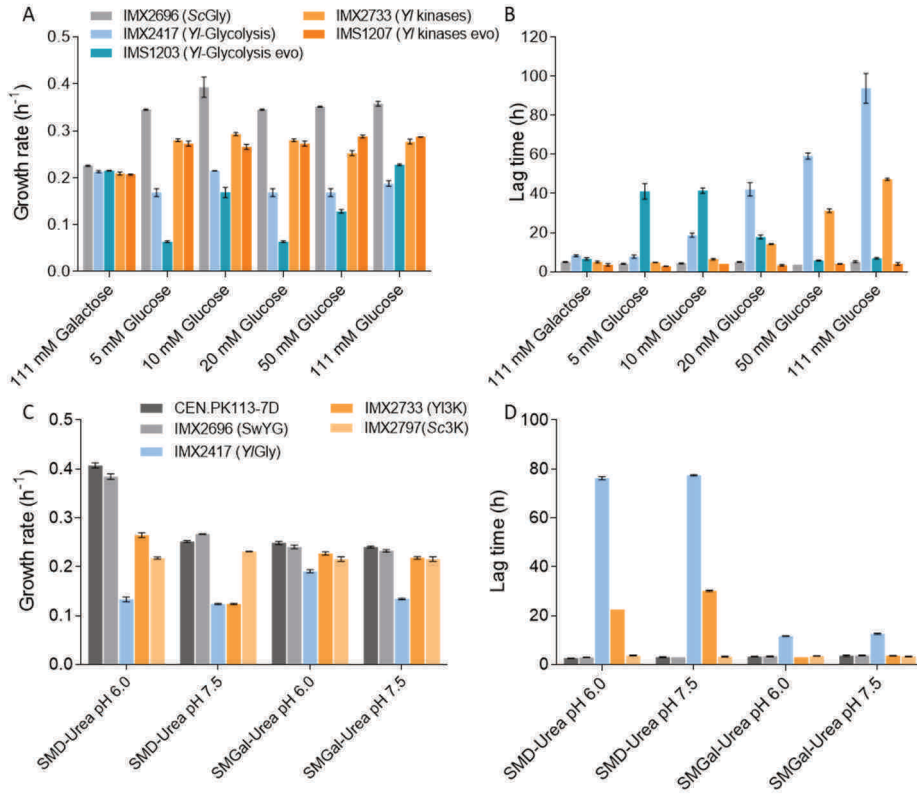 A
IMX2696 (ScGly)
IMX2733 (Yl kinases)
IMX2417 (Yl-Glycolysis)
IMS1207 (Yl kinases evo)
IMS1203 (Yl-Glycolysis evo)
Growth rate (h⁻¹)
0.5
0.4
0.3
0.2
0.1
0.0
111 mM Galactose
5 mM Glucose
10 mM Glucose
20 mM Glucose
50 mM Glucose
111 mM Glucose
B
Lag time (h)
120
100
80
60
40
20
0
111 mM Galactose
5 mM Glucose
10 mM Glucose
20 mM Glucose
50 mM Glucose
111 mM Glucose
C
CEN.PK113-7D
IMX2733 (Yl3K)
IMX2696 (SwYG)
IMX2797(Sc3K)
IMX2417 (YlGly)
Growth rate (h⁻¹)
0.5
0.4
0.3
0.2
0.1
0.0
SMD-Urea pH 6.0
SMD-Urea pH 7.5
SMGal-Urea pH 6.0
SMGal-Urea pH 7.5
D
Lag time (h)
100
80
60
40
20
0
SMD-Urea pH 6.0
SMD-Urea pH 7.5
SMGal-Urea pH 6.0
SMGal-Urea pH 7.5